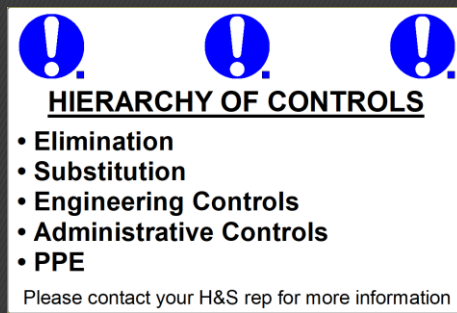 HIERARCHY OF CONTROLS
• Elimination
• Substitution
• Engineering Controls
• Administrative Controls
• PPE
Please contact your H&S rep for more information